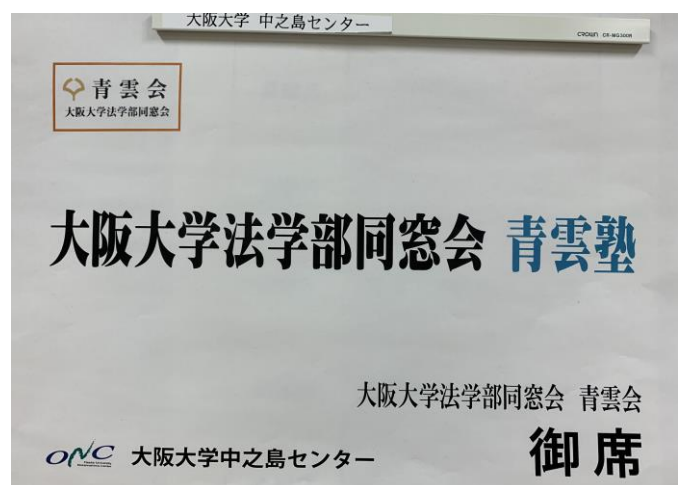 大阪大学 中之島センター
CROWN CR-MG300R
青雲会
大阪大学法学部同窓会
大阪大学法学部同窓会 青雲塾
大阪大学法学部同窓会 青雲会
御席
ONC 大阪大学中之島センター